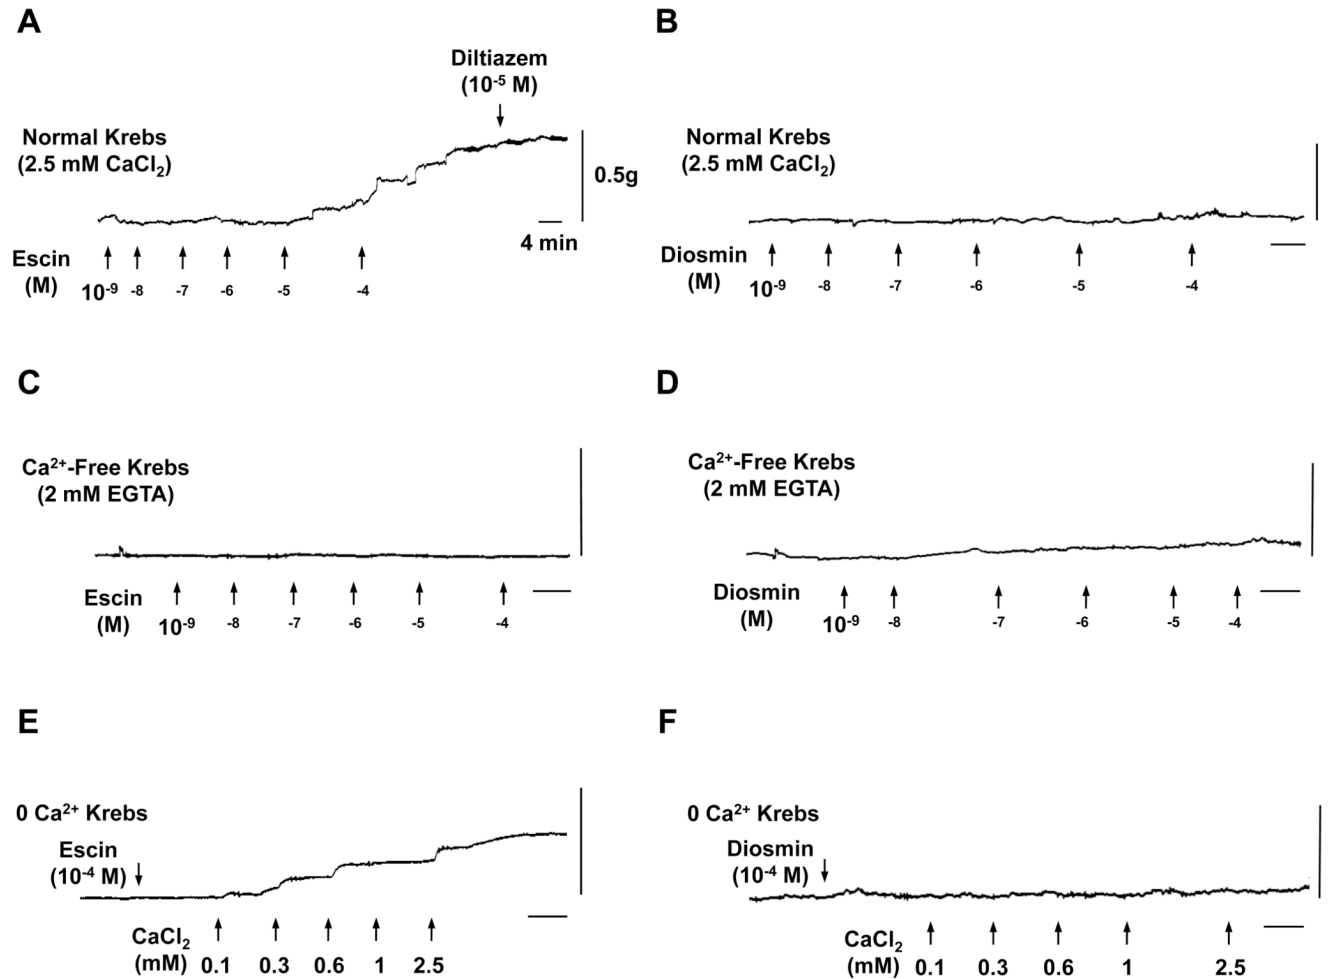 A
Diltiazem
(10⁻⁵ M)
Normal Krebs
(2.5 mM CaCl₂)
0.5g
4 min
Escin
(M)
10⁻⁹ -8 -7 -6 -5 -4
B
Normal Krebs
(2.5 mM CaCl₂)
Diosmin
(M)
10⁻⁹ -8 -7 -6 -5 -4
C
Ca²⁺-Free Krebs
(2 mM EGTA)
Escin
(M)
10⁻⁹ -8 -7 -6 -5 -4
D
Ca²⁺-Free Krebs
(2 mM EGTA)
Diosmin
(M)
10⁻⁹ -8 -7 -6 -5 -4
E
0 Ca²⁺ Krebs
Escin
(10⁻⁴ M)
CaCl₂
(mM) 0.1 0.3 0.6 1 2.5
F
0 Ca²⁺ Krebs
Diosmin
(10⁻⁴ M)
CaCl₂
(mM) 0.1 0.3 0.6 1 2.5